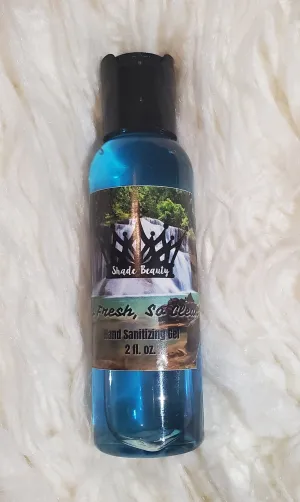 Shade Beauty
Fresh, So Clean
Hand Sanitizing Gel
2 fl. oz.